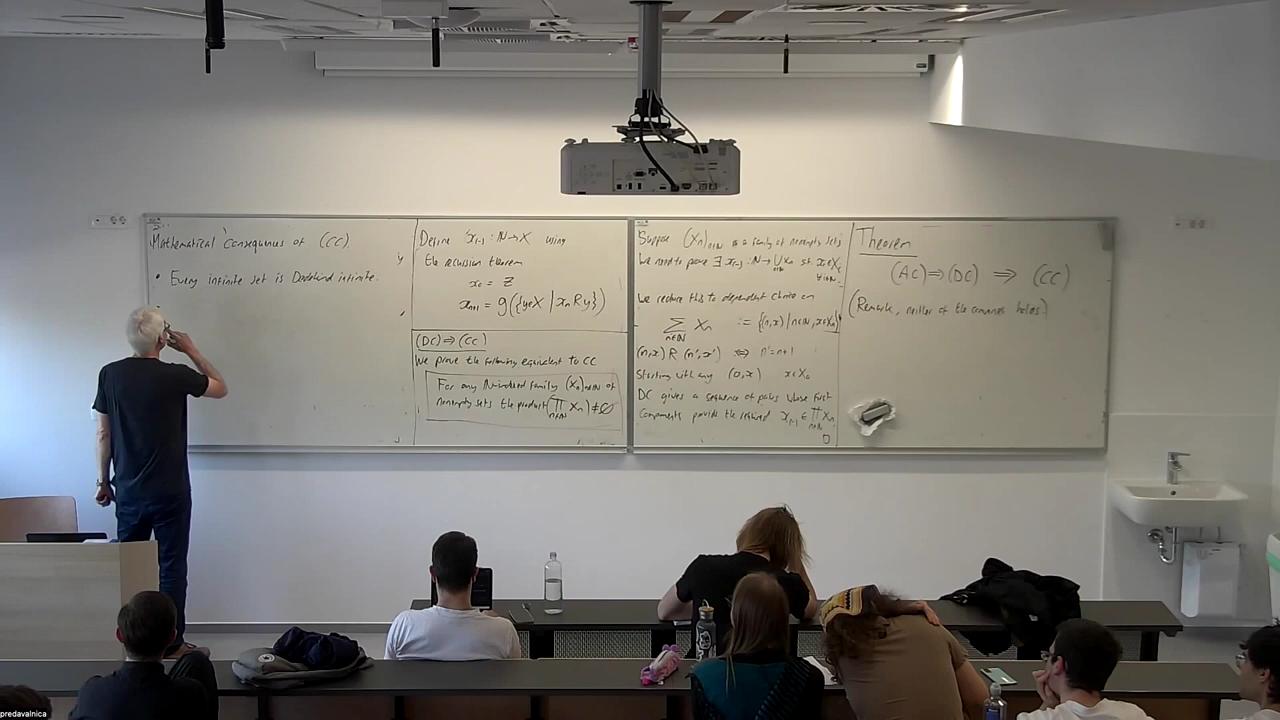 Mathematical Consequences of (CC)
• Every infinite set is Dedekind infinite.
Define x₍₋₎ : ℕ → X using
the recursion theorem
x₀ = z
xₙ₊₁ = g({y∈X | xₙ R y})
(DC) ⇒ (CC)
We prove the following equivalent to CC
For any ℕ-indexed family (Xₙ)ₙ∈ℕ of
nonempty sets the product (∏ₙ∈ℕ Xₙ) ≠ ∅
Suppose (Xₙ)ₙ∈ℕ is a family of nonempty sets
We need to prove ∃ x₍₋₎ : ℕ → ⋃ₙ∈ℕ Xₙ st. xᵢ∈Xᵢ ∀i∈ℕ
We reduce this to dependent choice on
∑ₙ∈ℕ Xₙ := {(n,x) | n∈ℕ, x∈Xₙ}
(n,x) R (n',x') ⇔ n'=n+1
Starting with any (0,x) x∈X₀
DC gives a sequence of pairs whose first
components provide the required x₍₋₎ ∈ ∏ₙ∈ℕ Xₙ
□
Theorem
(AC) ⇒ (DC) ⇒ (CC)
(Remark, neither of the converses holds)
predavalnica